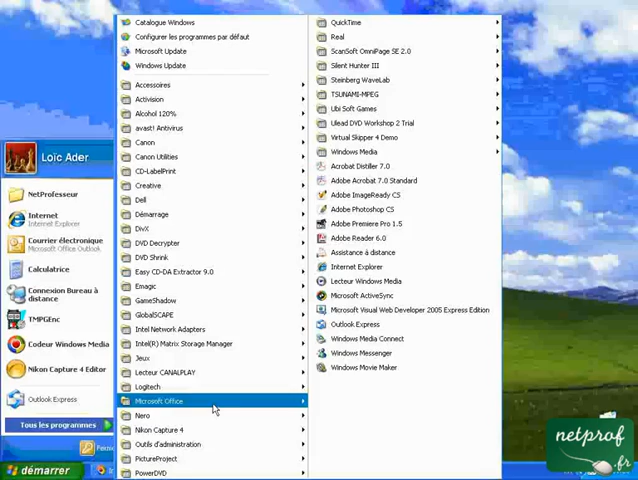 Catalogue Windows
Configurer les programmes par défaut
Microsoft Update
Windows Update
Accessoires
Activision
Alcohol 120%
avast! Antivirus
Canon
Canon Utilities
CD-LabelPrint
Creative
Dell
Démarrage
DivX
DVD Decrypter
DVD Shrink
Easy CD-DA Extractor 9.0
Emagic
GameShadow
GlobalSCAPE
Intel Network Adapters
Intel(R) Matrix Storage Manager
Jeux
Lecteur CANALPLAY
Logitech
Microsoft Office
Nero
Nikon Capture 4
Outils d'administration
PictureProject
PowerDVD
QuickTime
Real
ScanSoft OmniPage SE 2.0
Silent Hunter III
Steinberg WaveLab
TSUNAMI-MPEG
Ubi Soft Games
Ulead DVD Workshop 2 Trial
Virtual Skipper 4 Demo
Windows Media
Acrobat Distiller 7.0
Adobe Acrobat 7.0 Standard
Adobe ImageReady CS
Adobe Photoshop CS
Adobe Premiere Pro 1.5
Adobe Reader 6.0
Assistance à distance
Internet Explorer
Lecteur Windows Media
Microsoft ActiveSync
Microsoft Visual Web Developer 2005 Express Edition
Outlook Express
Windows Media Connect
Windows Messenger
Windows Movie Maker
Loïc Ader
NetProfesseur
Internet
Internet Explorer
Courrier électronique
Microsoft Office Outlook
Calculatrice
Connexion Bureau à
distance
TMPGEnc
Codeur Windows Media
Nikon Capture 4 Editor
Outlook Express
Tous les programmes
démarrer
netprof
.fr